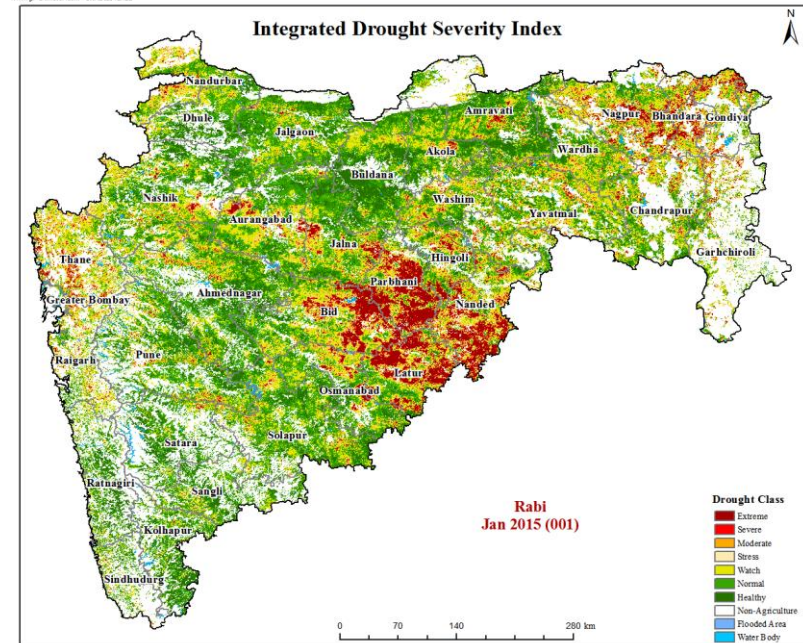 Integrated Drought Severity Index
N
Nandurbar
Dhule
Jalgaon
Amravati
Nagpur
Bhandara
Gondiya
Akola
Wardha
Buldana
Washim
Nashik
Yavatmal
Chandrapur
Aurangabad
Jalna
Hingoli
Garhchiroli
Thane
Parbhani
Greater Bombay
Ahmednagar
Nanded
Bid
Raigarh
Pune
Latur
Osmanabad
Solapur
Satara
Ratnagiri
Sangli
Kolhapur
Sindhudurg
Rabi
Jan 2015 (001)
Drought Class
Extreme
Severe
Moderate
Stress
Watch
Normal
Healthy
Non-Agriculture
Flooded Area
Water Body
0 70 140 280 km